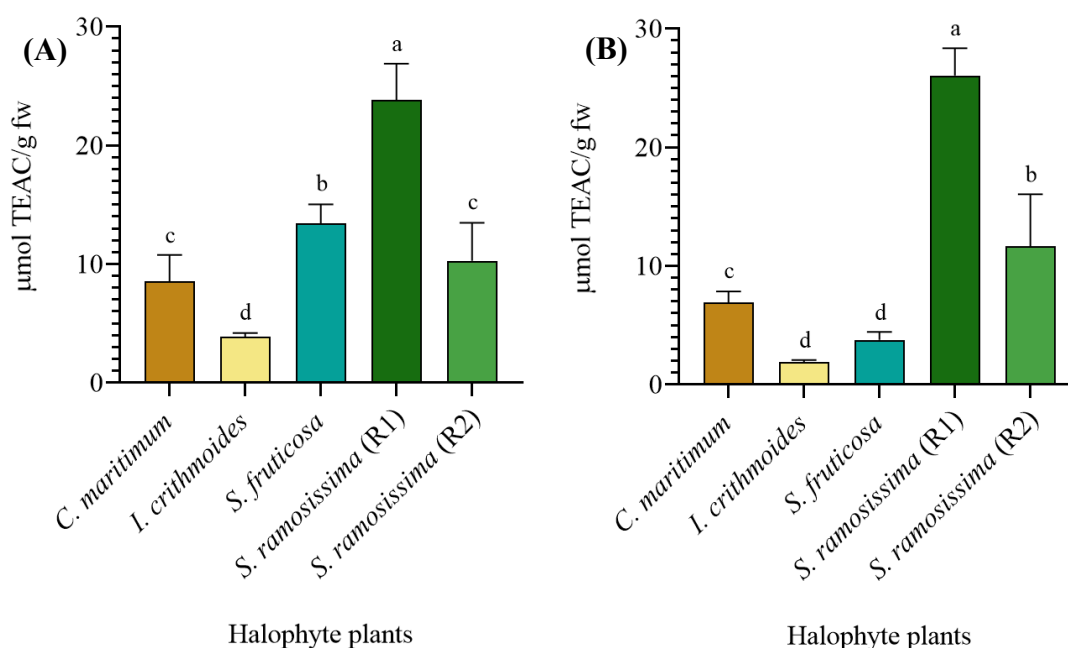 (A)
μmol TEAC/g fw
30
20
10
0
c
d
b
a
c
C. maritimum
I. crithmoides
S. fruticosa
S. ramosissima (R1)
S. ramosissima (R2)
Halophyte plants
(B)
μmol TEAC/g fw
30
20
10
0
c
d
d
a
b
C. maritimum
I. crithmoides
S. fruticosa
S. ramosissima (R1)
S. ramosissima (R2)
Halophyte plants